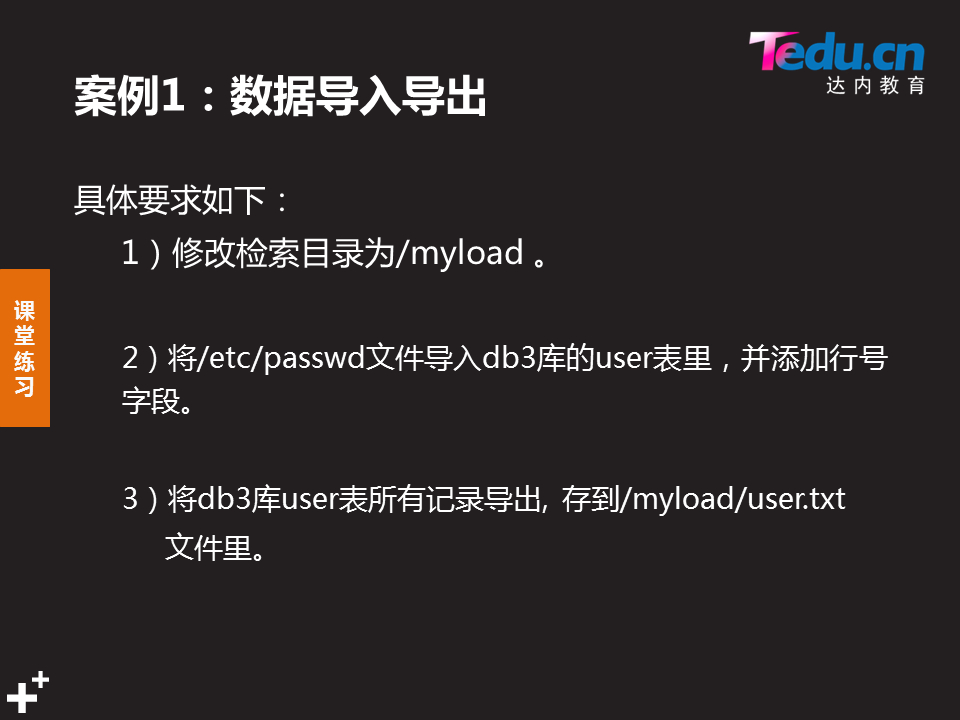 Tedu.cn
达内教育
案例1：数据导入导出
具体要求如下：
1）修改检索目录为/myload 。
2）将/etc/passwd文件导入db3库的user表里，并添加行号
字段。
3）将db3库user表所有记录导出, 存到/myload/user.txt
文件里。
课
堂
练
习